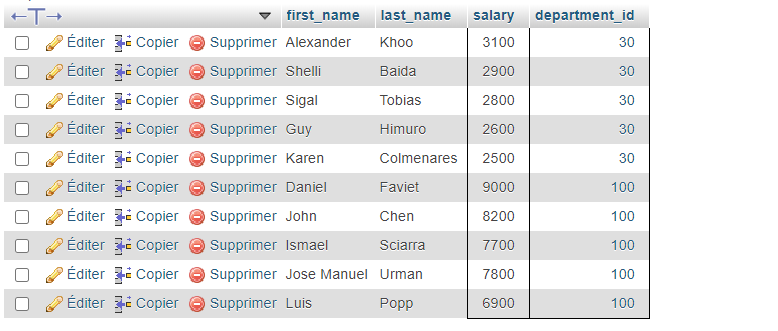 first_name last_name salary department_id
Éditer Copier Supprimer Alexander Khoo 3100 30
Éditer Copier Supprimer Shelli Baida 2900 30
Éditer Copier Supprimer Sigal Tobias 2800 30
Éditer Copier Supprimer Guy Himuro 2600 30
Éditer Copier Supprimer Karen Colmenares 2500 30
Éditer Copier Supprimer Daniel Faviet 9000 100
Éditer Copier Supprimer John Chen 8200 100
Éditer Copier Supprimer Ismael Sciarra 7700 100
Éditer Copier Supprimer Jose Manuel Urman 7800 100
Éditer Copier Supprimer Luis Popp 6900 100